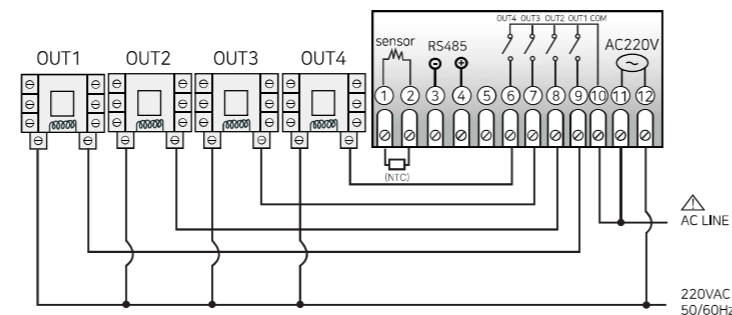 OUT4 OUT3 OUT2 OUT1 COM
OUT1 OUT2 OUT3 OUT4
sensor RS485 AC220V
1 2 3 4 5 6 7 8 9 10 11 12
(NTC)
AC LINE
220VAC
50/60Hz